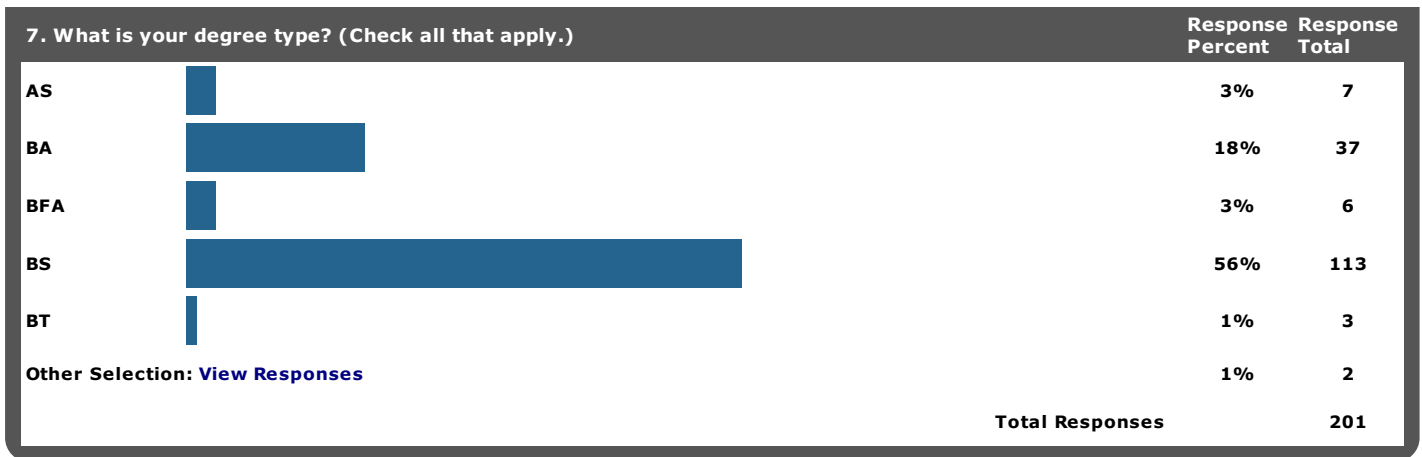 7. What is your degree type? (Check all that apply.) Response Percent Response Total
AS 3% 7
BA 18% 37
BFA 3% 6
BS 56% 113
BT 1% 3
Other Selection: View Responses 1% 2
Total Responses 201